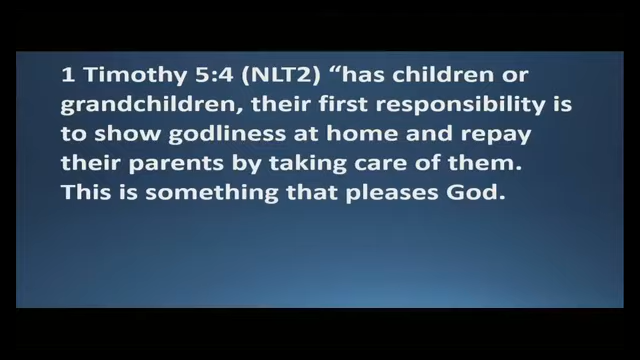 1 Timothy 5:4 (NLT2) “has children or
grandchildren, their first responsibility is
to show godliness at home and repay
their parents by taking care of them.
This is something that pleases God.